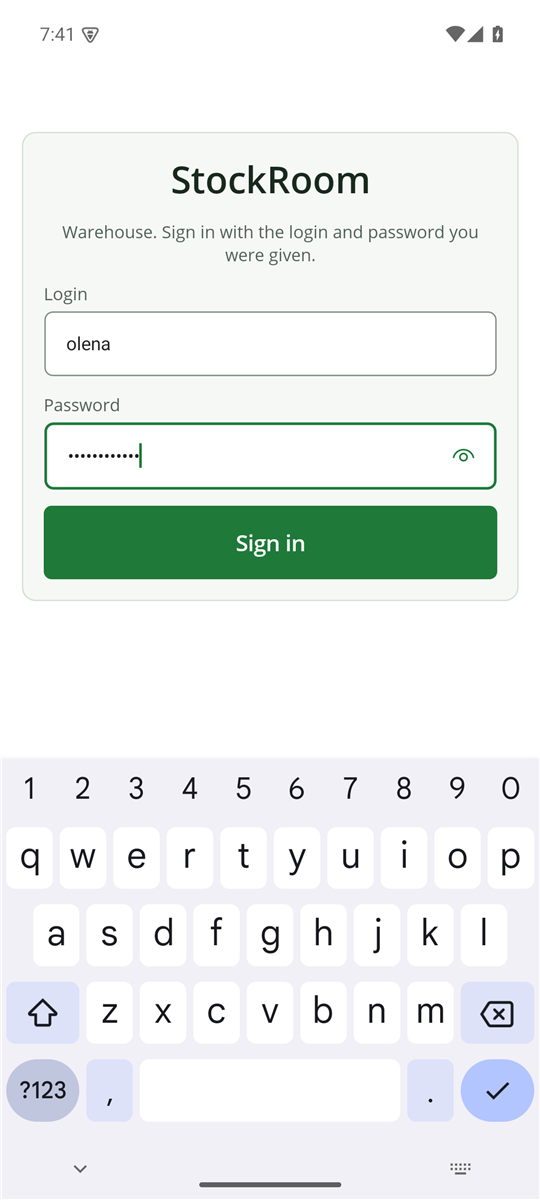 7:41
StockRoom
Warehouse. Sign in with the login and password you
were given.
Login
olena
Password
••••••••••••
Sign in
1 2 3 4 5 6 7 8 9 0
q w e r t y u i o p
a s d f g h j k l
z x c v b n m
?123 , .